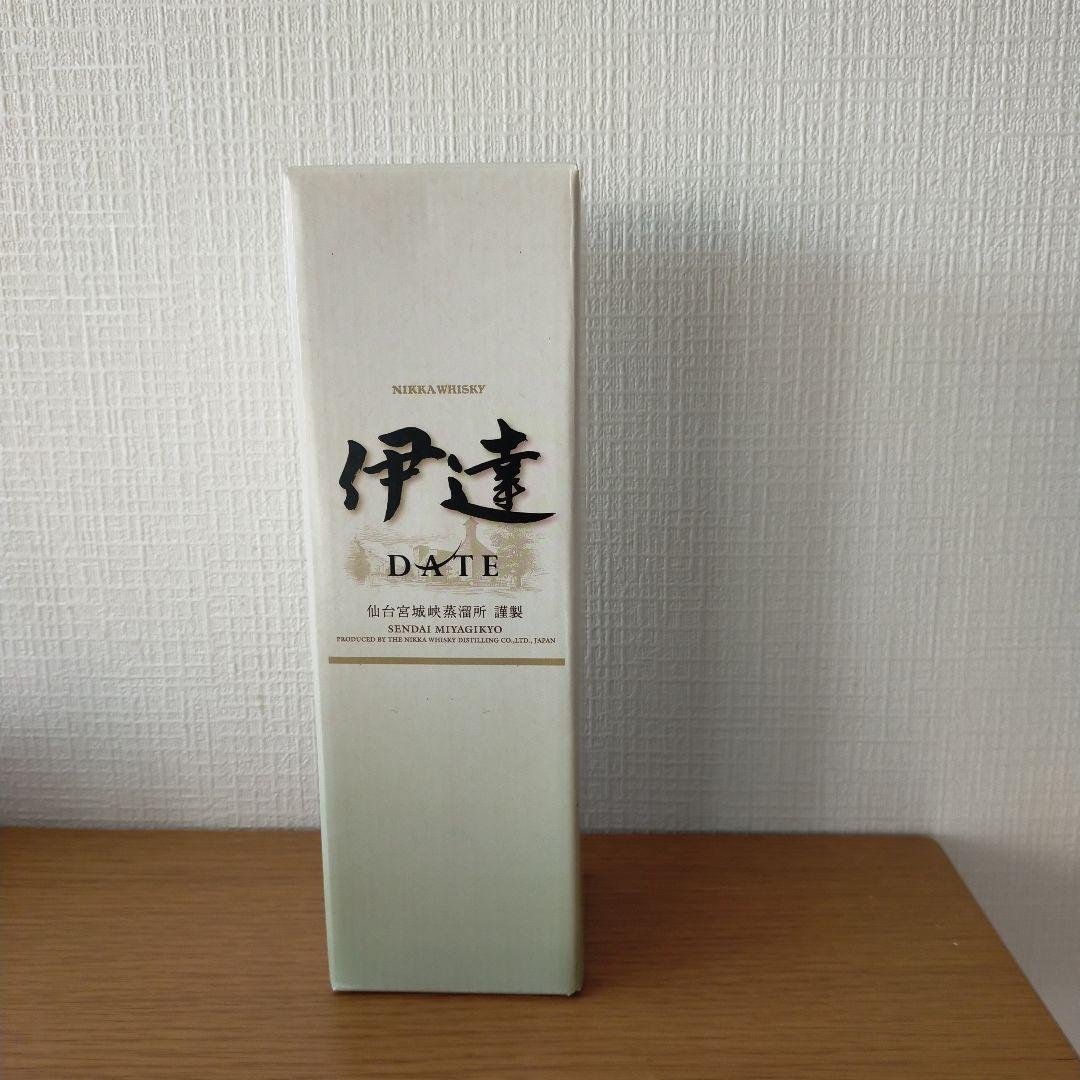 NIKKA WHISKY
伊達
DATE
仙台宮城峡蒸溜所 謹製
SENDAI MIYAGIKYO
PRODUCED BY THE NIKKA WHISKY DISTILLING CO.,LTD., JAPAN